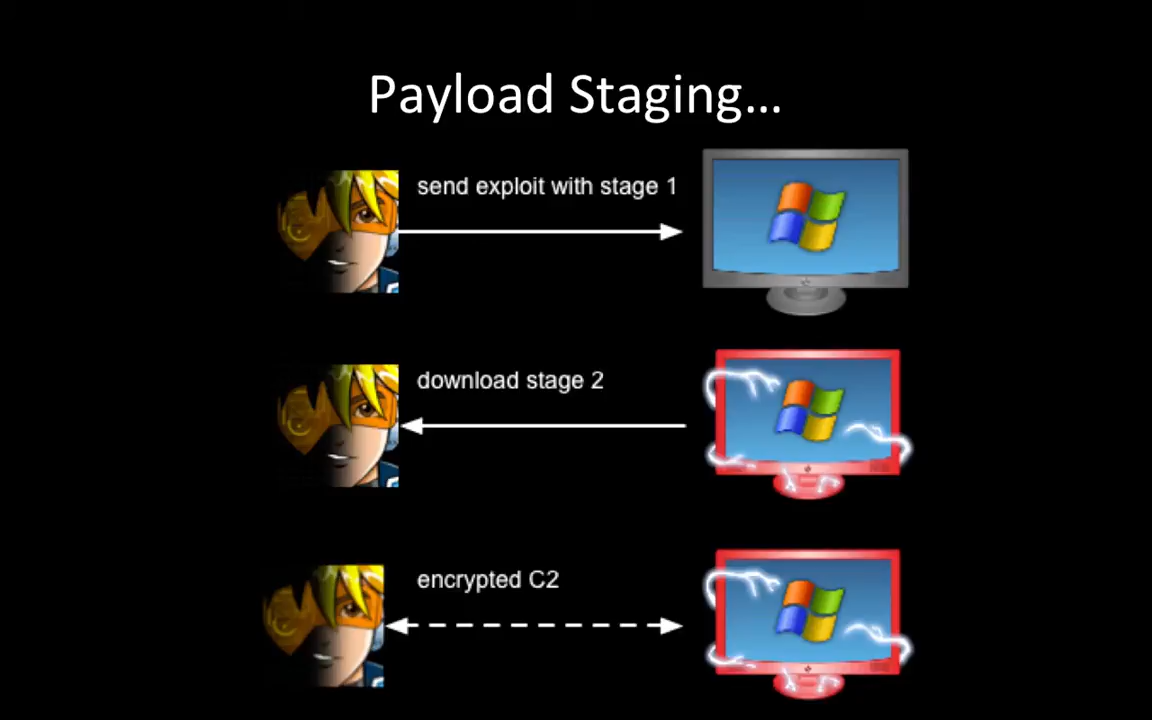 Payload Staging...
send exploit with stage 1
download stage 2
encrypted C2